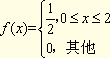 f(x)={1/2, 0≤x≤2
0, 其他